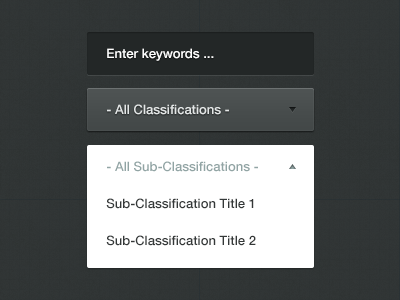 Enter keywords ...
- All Classifications -
- All Sub-Classifications -
Sub-Classification Title 1
Sub-Classification Title 2